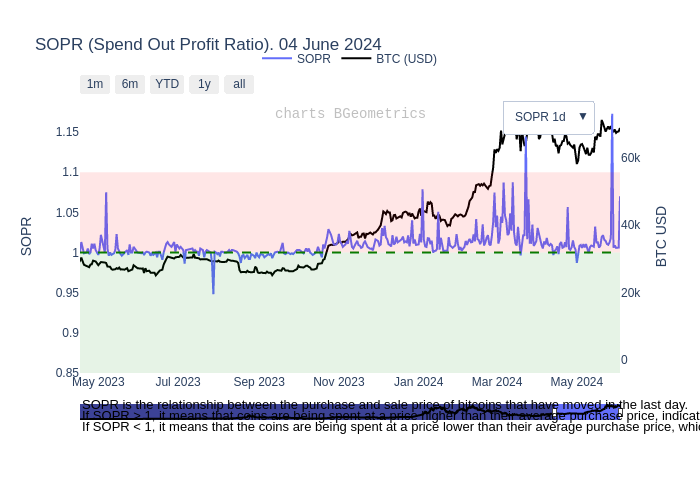 SOPR (Spend Out Profit Ratio). 04 June 2024
SOPR BTC (USD)
1m 6m YTD 1y all
charts BGeometrics
SOPR 1d ▼
1.15
1.1
1.05
1
0.95
0.9
0.85
SOPR
60k
40k
20k
0
BTC USD
May 2023 Jul 2023 Sep 2023 Nov 2023 Jan 2024 Mar 2024 May 2024
SOPR is the relationship between the purchase and sale price of bitcoins that have moved in the last day.
If SOPR > 1, it means that coins are being spent at a price higher than their average purchase price, indicat
If SOPR < 1, it means that the coins are being spent at a price lower than their average purchase price, whic